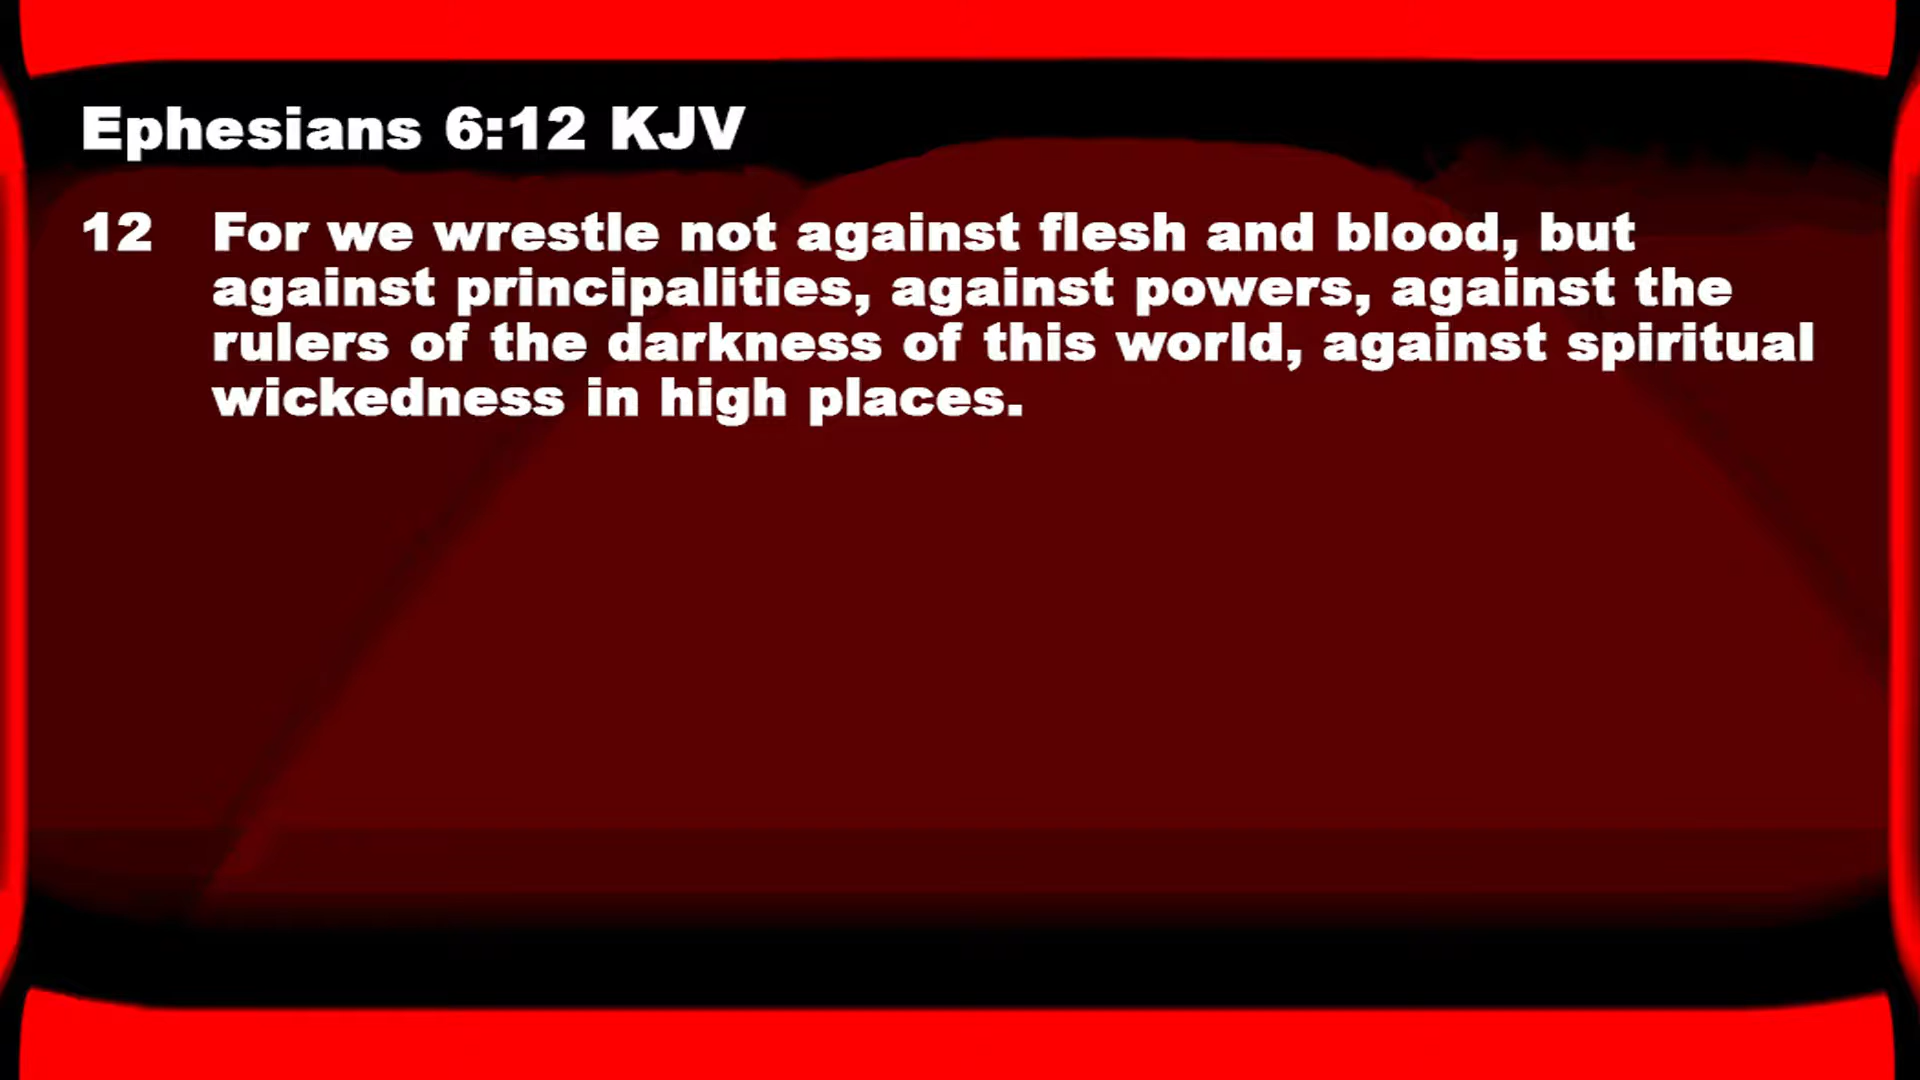 Ephesians 6:12 KJV
12 For we wrestle not against flesh and blood, but
against principalities, against powers, against the
rulers of the darkness of this world, against spiritual
wickedness in high places.